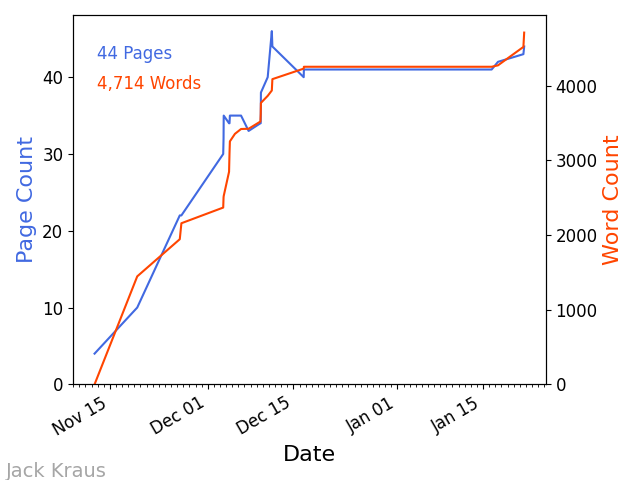 44 Pages
4,714 Words
Page Count
40
30
20
10
0
Word Count
4000
3000
2000
1000
0
Nov 15
Dec 01
Dec 15
Jan 01
Jan 15
Date
Jack Kraus